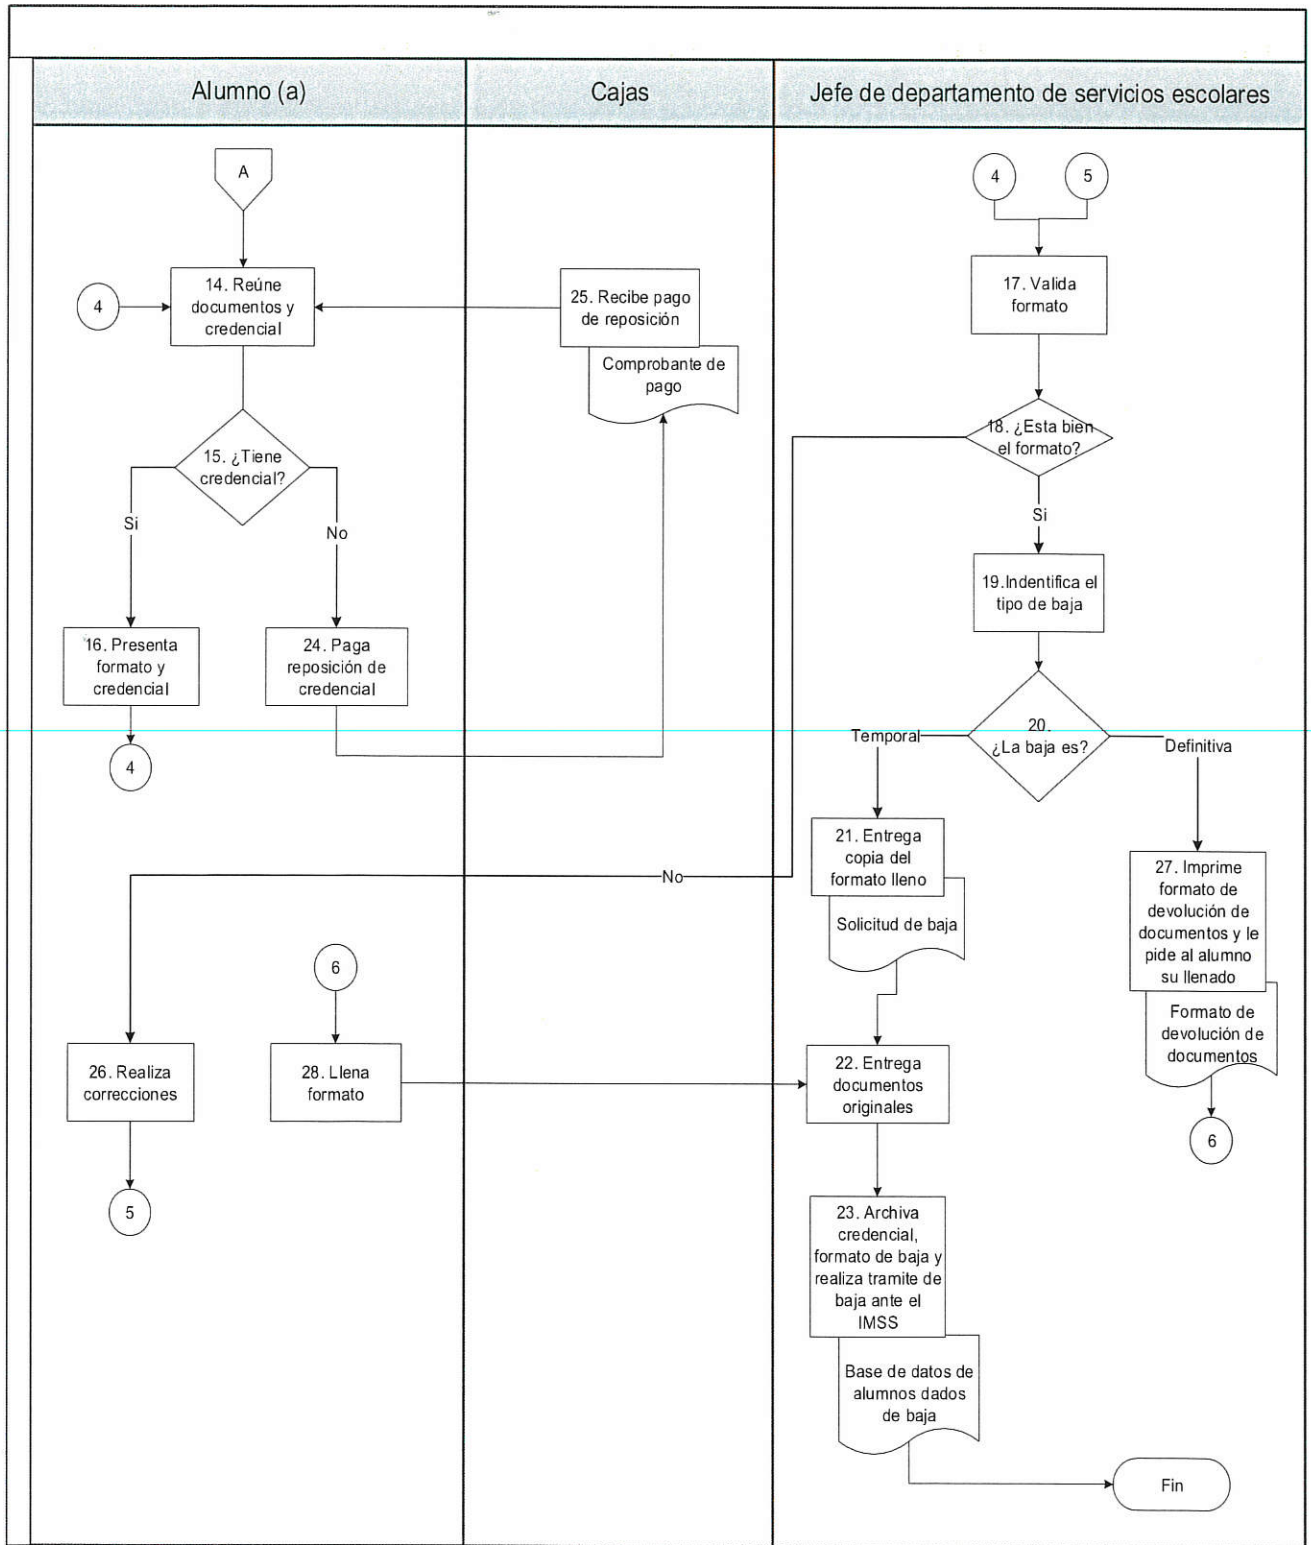 Alumno (a)
Cajas
Jefe de departamento de servicios escolares
A
4
14. Reúne
documentos y
credencial
15. ¿Tiene
credencial?
Si
No
16. Presenta
formato y
credencial
24. Paga
reposición de
credencial
4
25. Recibe pago
de reposición
Comprobante de
pago
4
5
17. Valida
formato
18. ¿Esta bien
el formato?
Si
No
19.Indentifica el
tipo de baja
20.
¿La baja es?
Temporal
Definitiva
21. Entrega
copia del
formato lleno
Solicitud de baja
27. Imprime
formato de
devolución de
documentos y le
pide al alumno
su llenado
Formato de
devolución de
documentos
6
6
26. Realiza
correcciones
28. Llena
formato
5
22. Entrega
documentos
originales
23. Archiva
credencial,
formato de baja y
realiza tramite de
baja ante el
IMSS
Base de datos de
alumnos dados
de baja
Fin